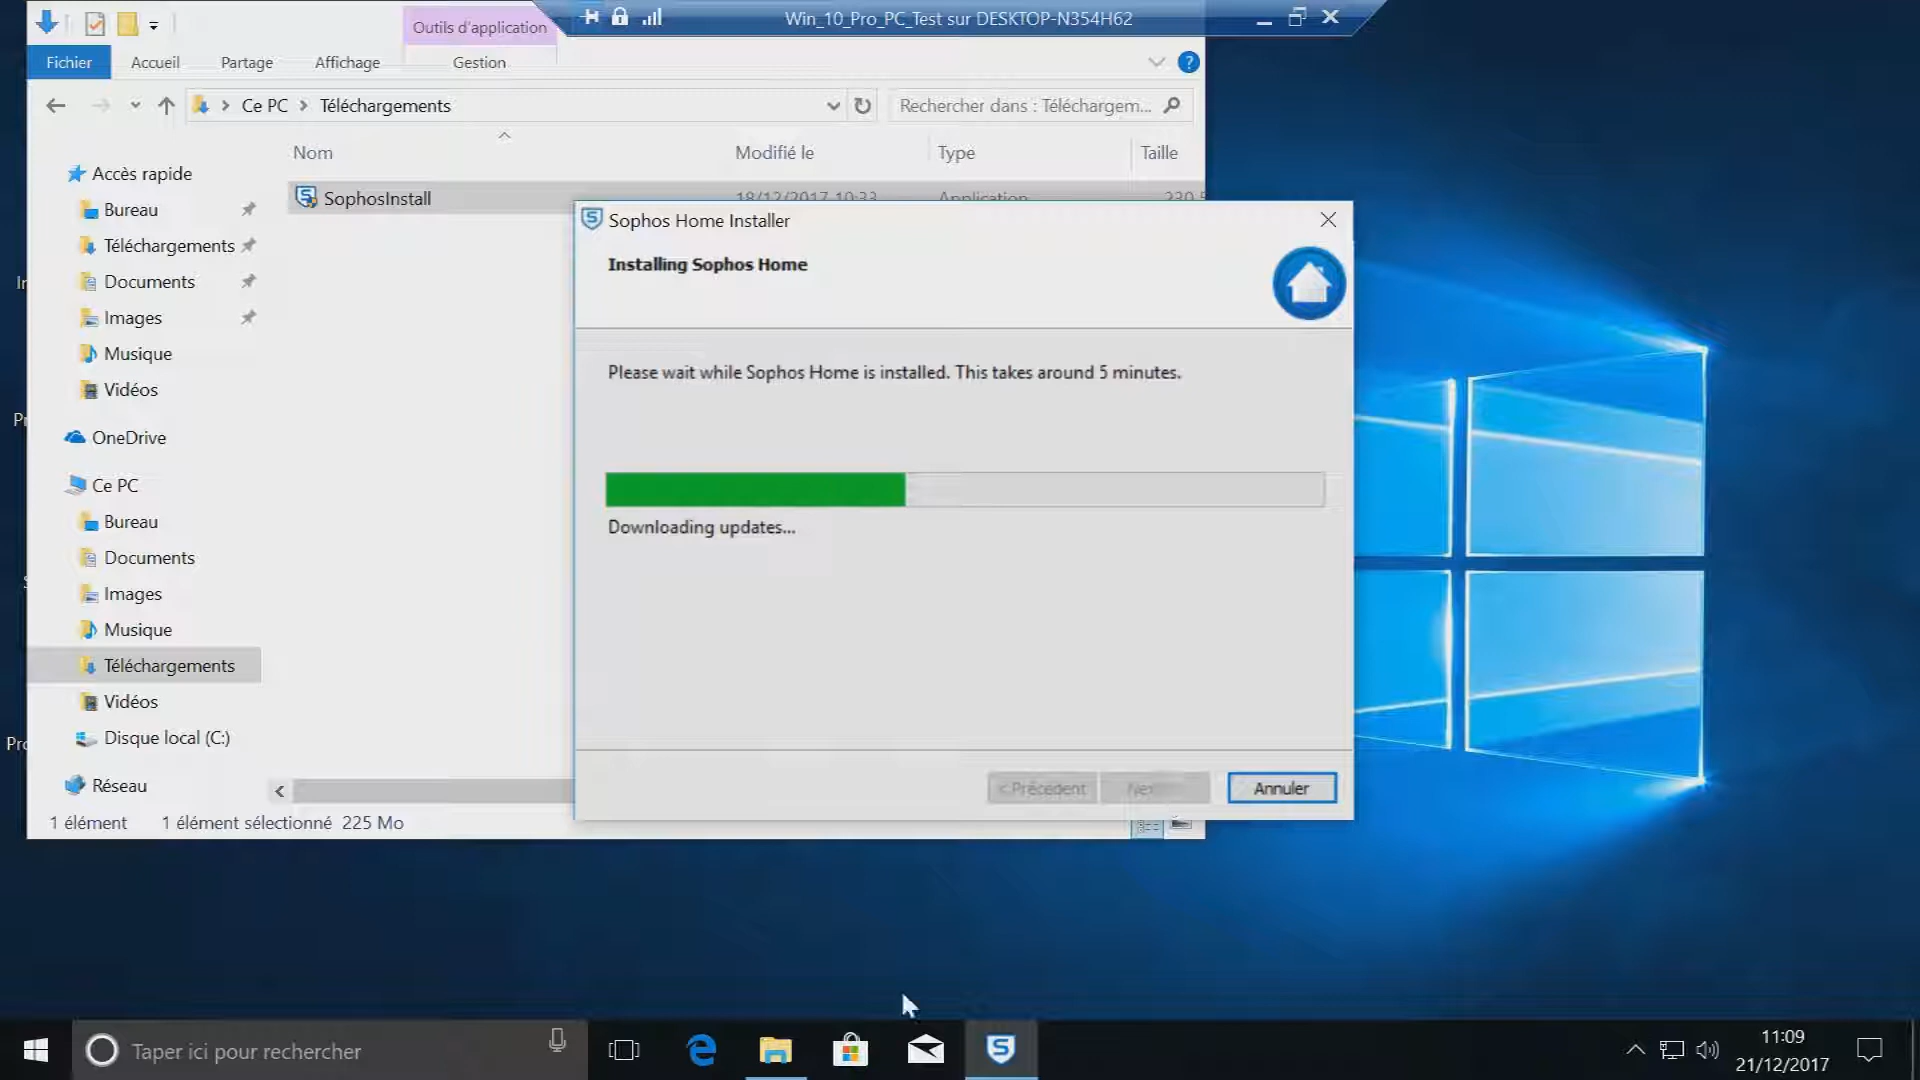 Outils d'application
Win_10_Pro_PC_Test sur DESKTOP-N354H62
Fichier
Accueil
Partage
Affichage
Gestion
Ce PC
Téléchargements
Rechercher dans : Téléchargem...
Nom
Modifié le
Type
Taille
Accès rapide
Bureau
Téléchargements
Documents
Images
Musique
Vidéos
OneDrive
Ce PC
Bureau
Documents
Images
Musique
Téléchargements
Vidéos
Disque local (C:)
Réseau
SophosInstall
18/12/2017 10:33
Application
Sophos Home Installer
Installing Sophos Home
Please wait while Sophos Home is installed. This takes around 5 minutes.
Downloading updates...
< Précédent
Annuler
1 élément
1 élément sélectionné 225 Mo
Taper ici pour rechercher
11:09
21/12/2017